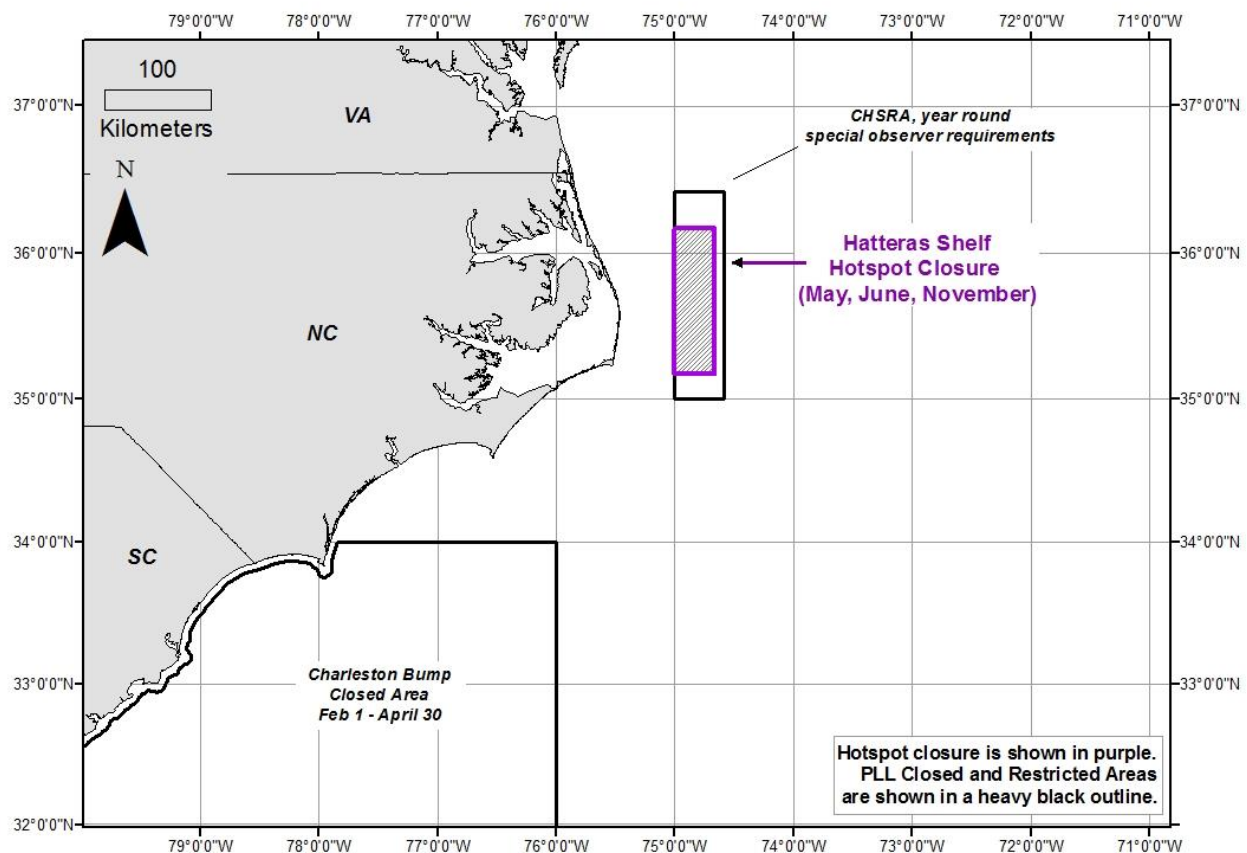 79°0'0"W 78°0'0"W 77°0'0"W 76°0'0"W 75°0'0"W 74°0'0"W 73°0'0"W 72°0'0"W 71°0'0"W
100
Kilometers
N
37°0'0"N
37°0'0"N
VA
CHSRA, year round
special observer requirements
36°0'0"N
36°0'0"N
Hatteras Shelf
Hotspot Closure
(May, June, November)
NC
35°0'0"N
35°0'0"N
34°0'0"N
34°0'0"N
SC
33°0'0"N
33°0'0"N
Charleston Bump
Closed Area
Feb 1 - April 30
Hotspot closure is shown in purple.
PLL Closed and Restricted Areas
are shown in a heavy black outline.
32°0'0"N
32°0'0"N
79°0'0"W 78°0'0"W 77°0'0"W 76°0'0"W 75°0'0"W 74°0'0"W 73°0'0"W 72°0'0"W 71°0'0"W